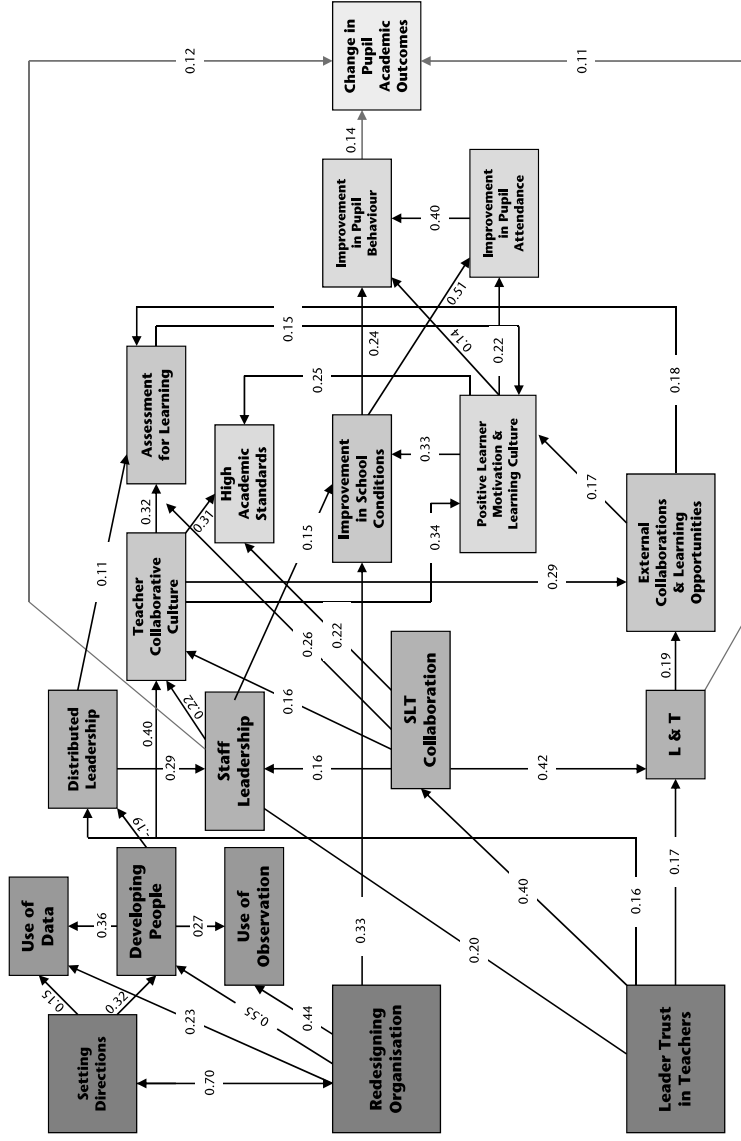 Setting
Directions
Redesigning
Organisation
Leader Trust
in Teachers
0.70
0.15
0.32
0.23
0.55
0.44
Use of
Data
Developing
People
Use of
Observation
0.36
027
-.19
0.33
0.20
0.40
0.16
0.17
Distributed
Leadership
Staff
Leadership
SLT
Collaboration
L & T
0.40
0.29
0.22
0.16
0.16
0.42
0.19
0.11
0.26
0.22
0.15
Teacher
Collaborative
Culture
External
Collaborations
& Learning
Opportunities
0.32
0.31
0.34
0.29
0.17
0.18
Assessment
for Learning
High
Academic
Standards
Improvement
in School
Conditions
Positive Learner
Motivation &
Learning Culture
0.33
0.25
0.15
0.24
0.51
0.14
0.22
Improvement
in Pupil
Behaviour
Improvement
in Pupil
Attendance
0.40
0.14
0.12
0.11
Change in
Pupil
Academic
Outcomes